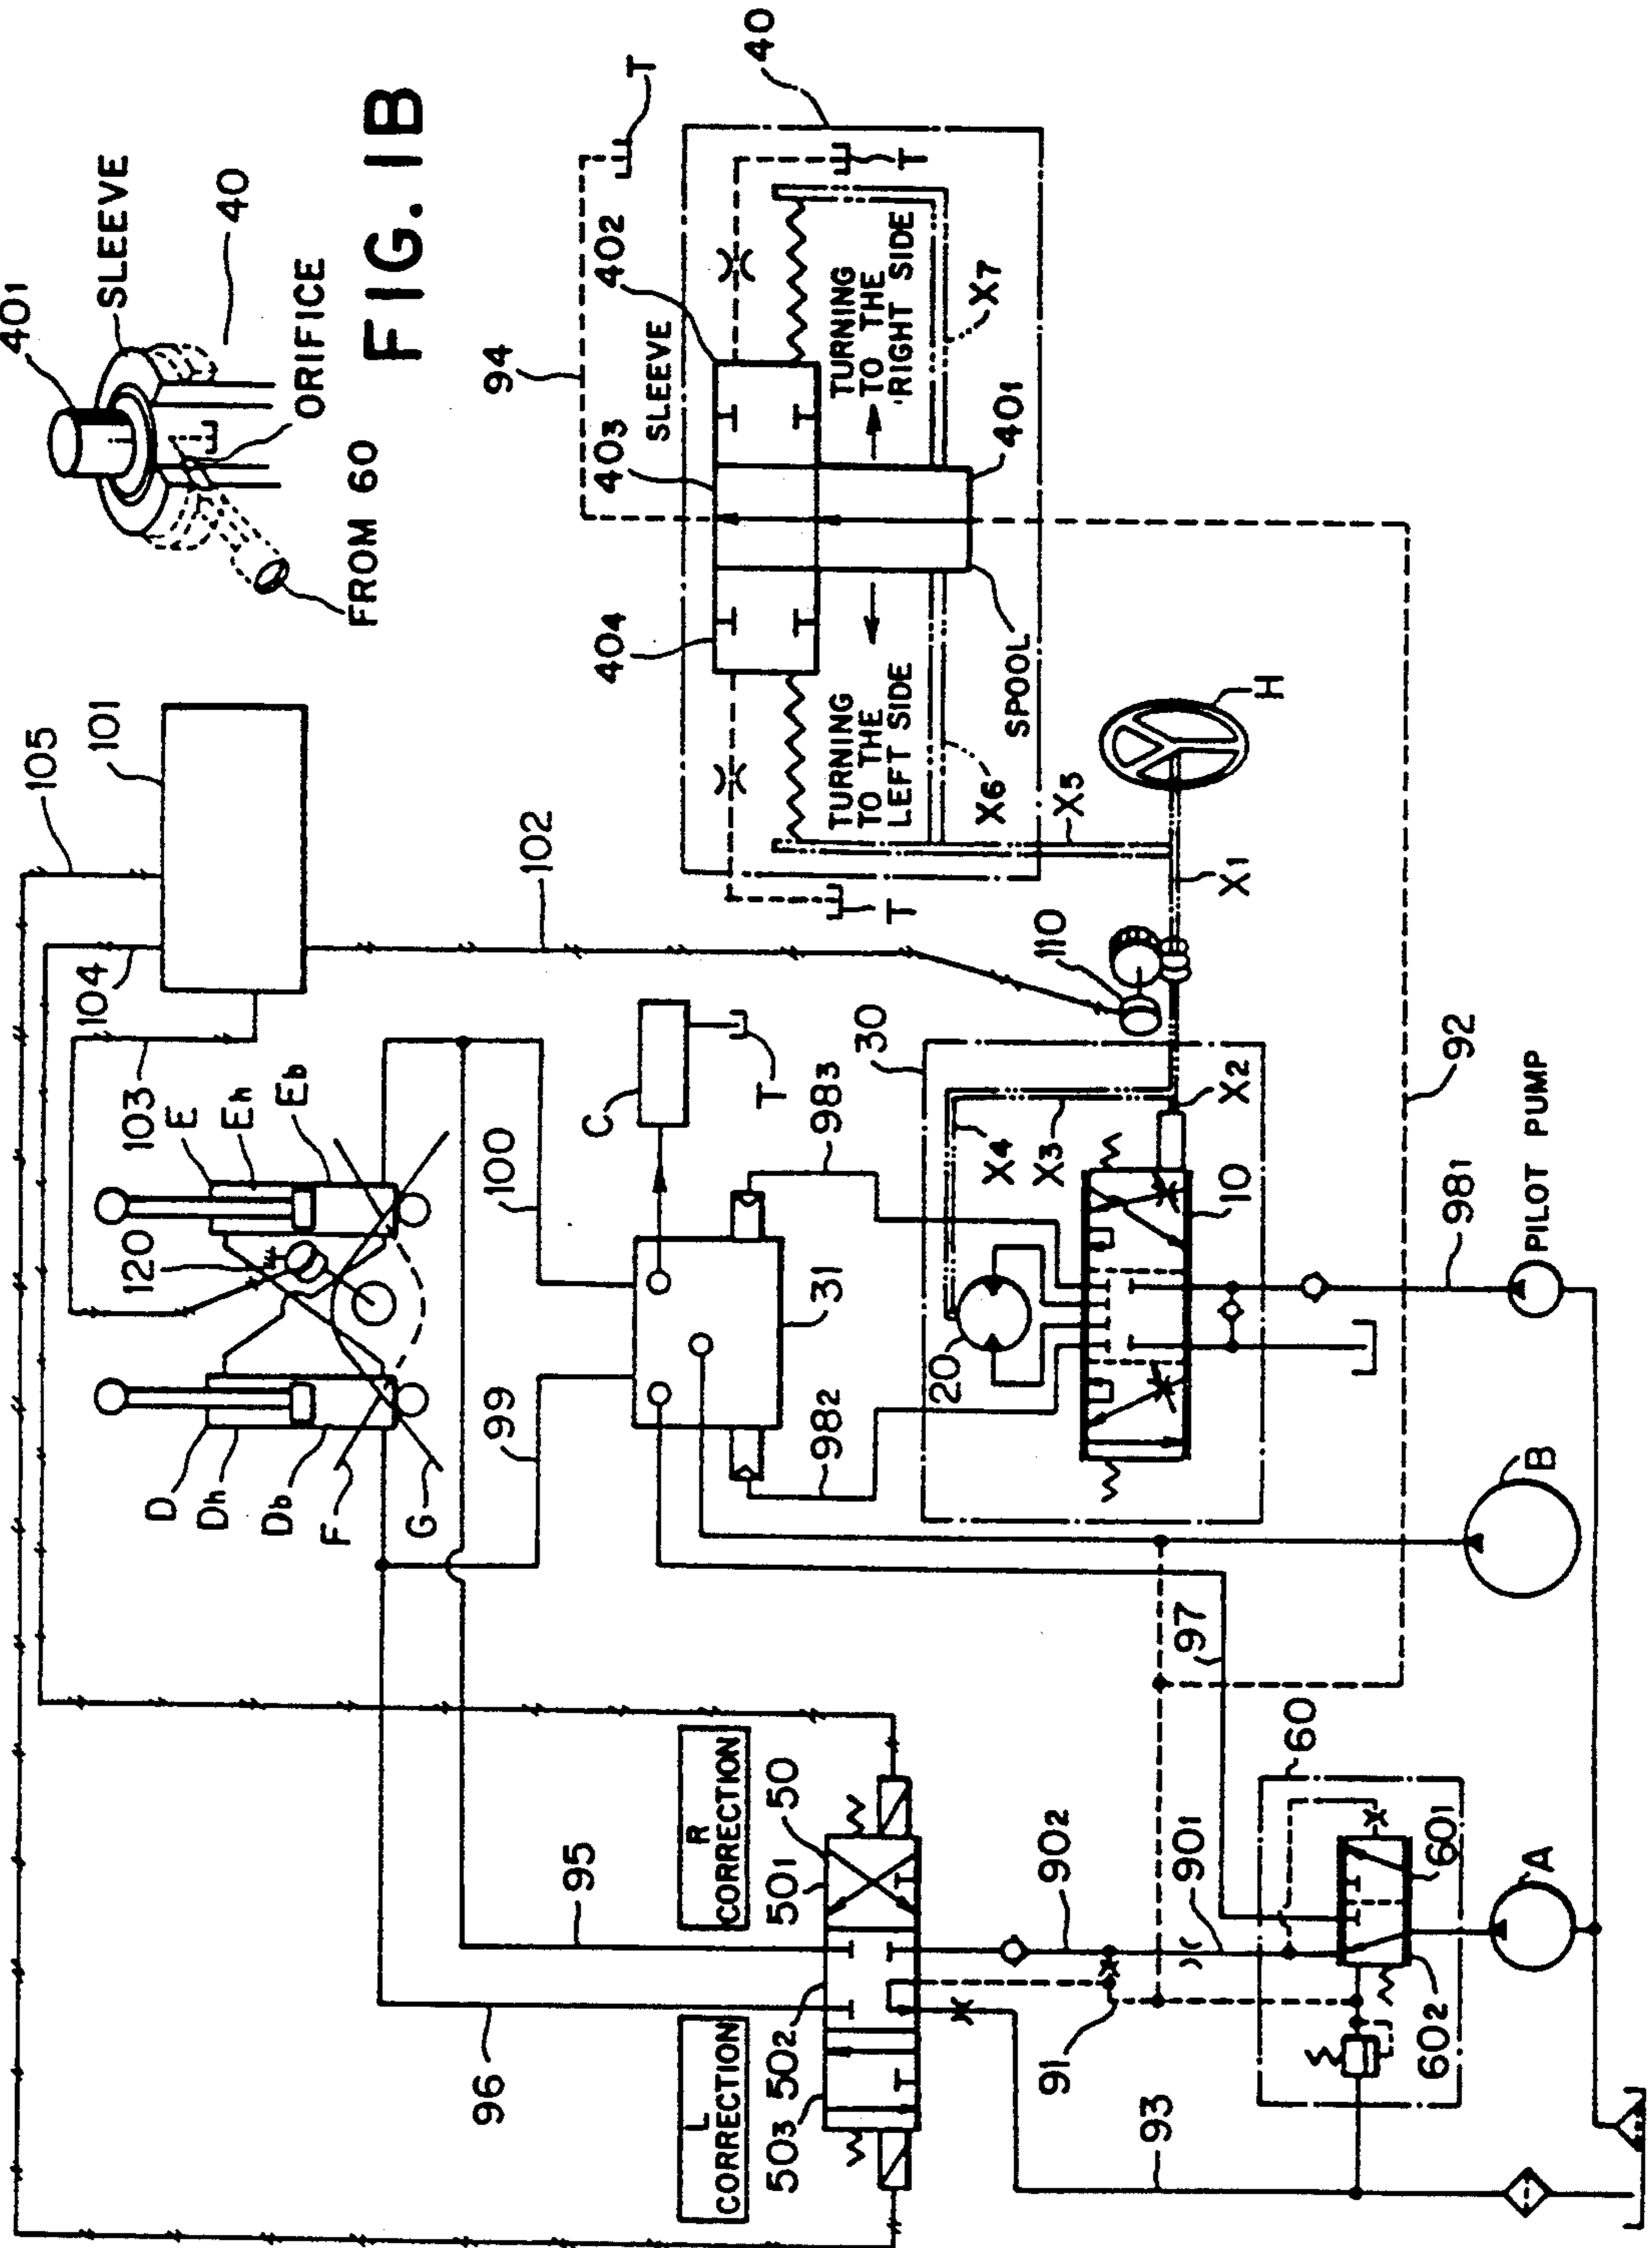 401
SLEEVE
40
ORIFICE
FROM 60
FIG. 1B
T
40
94
402
SLEEVE
403
404
T
TURNING
TO THE
RIGHT SIDE
X7
401
TURNING
TO THE
LEFT SIDE
X6
SPOOL
X5
T
H
X1
105
101
104
102
103
110
E
Eh
Eb
120
C
T
100
30
983
X4
X3
X2
31
10
20
92
PILOT PUMP
981
D
Dh
Db
F
G
99
982
B
97
R
CORRECTION
50
501
95
60
902
901
601
A
96
L
CORRECTION
502
503
91
602
93